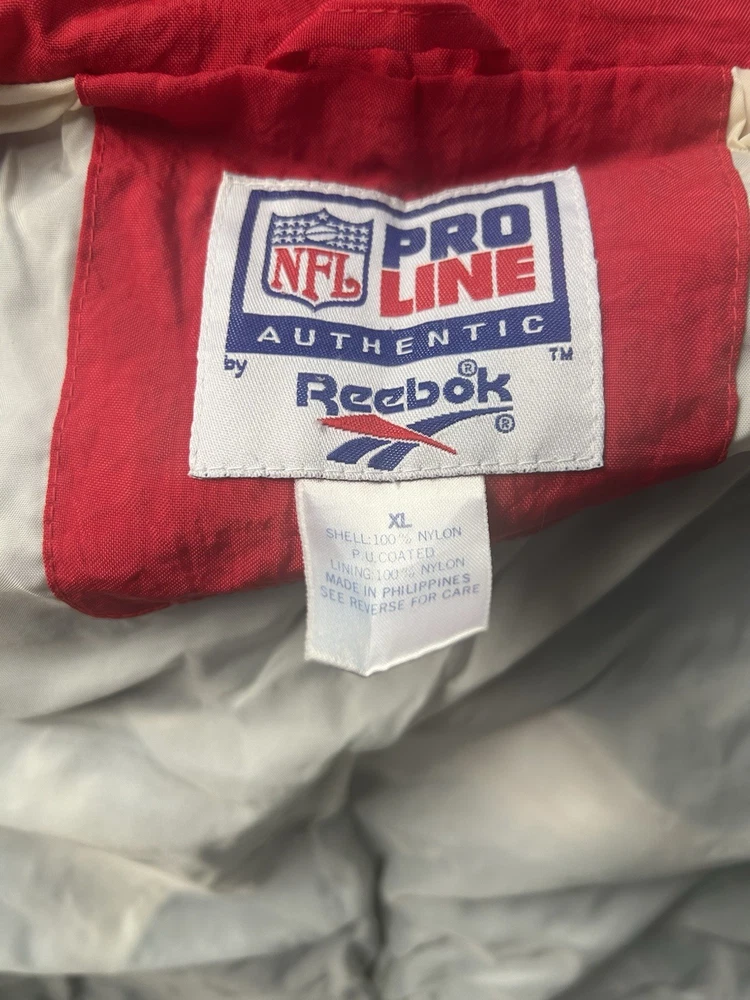 NFL PRO
LINE
AUTHENTIC
by TM
Reebok®
®
XL
SHELL:100% NYLON
P.U.COATED
LINING:100% NYLON
MADE IN PHILIPPINES
SEE REVERSE FOR CARE